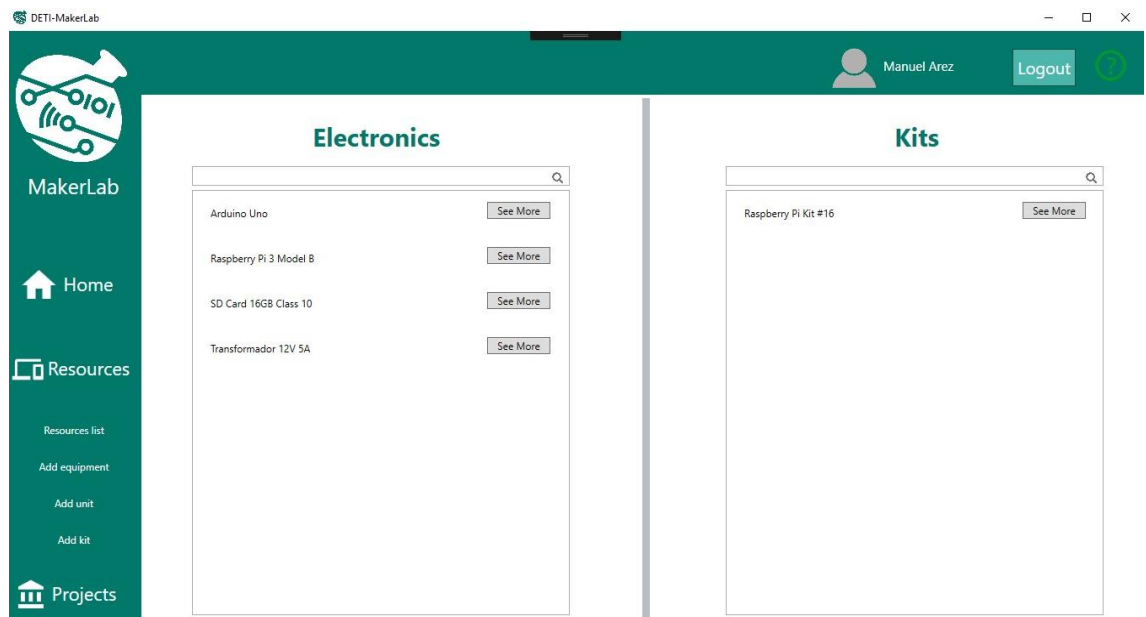 DETI-MakerLab
Manuel Arez
Logout
?
MakerLab
Home
Resources
Resources list
Add equipment
Add unit
Add kit
Projects
Electronics
Arduino Uno
See More
Raspberry Pi 3 Model B
See More
SD Card 16GB Class 10
See More
Transformador 12V 5A
See More
Kits
Raspberry Pi Kit #16
See More